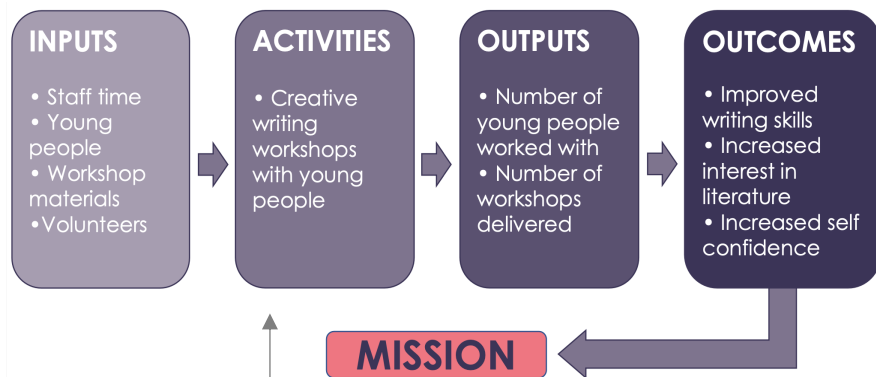 INPUTS
• Staff time
• Young
people
• Workshop
materials
•Volunteers
ACTIVITIES
• Creative
writing
workshops
with young
people
OUTPUTS
• Number of
young people
worked with
• Number of
workshops
delivered
OUTCOMES
• Improved
writing skills
• Increased
interest in
literature
• Increased self
confidence
MISSION